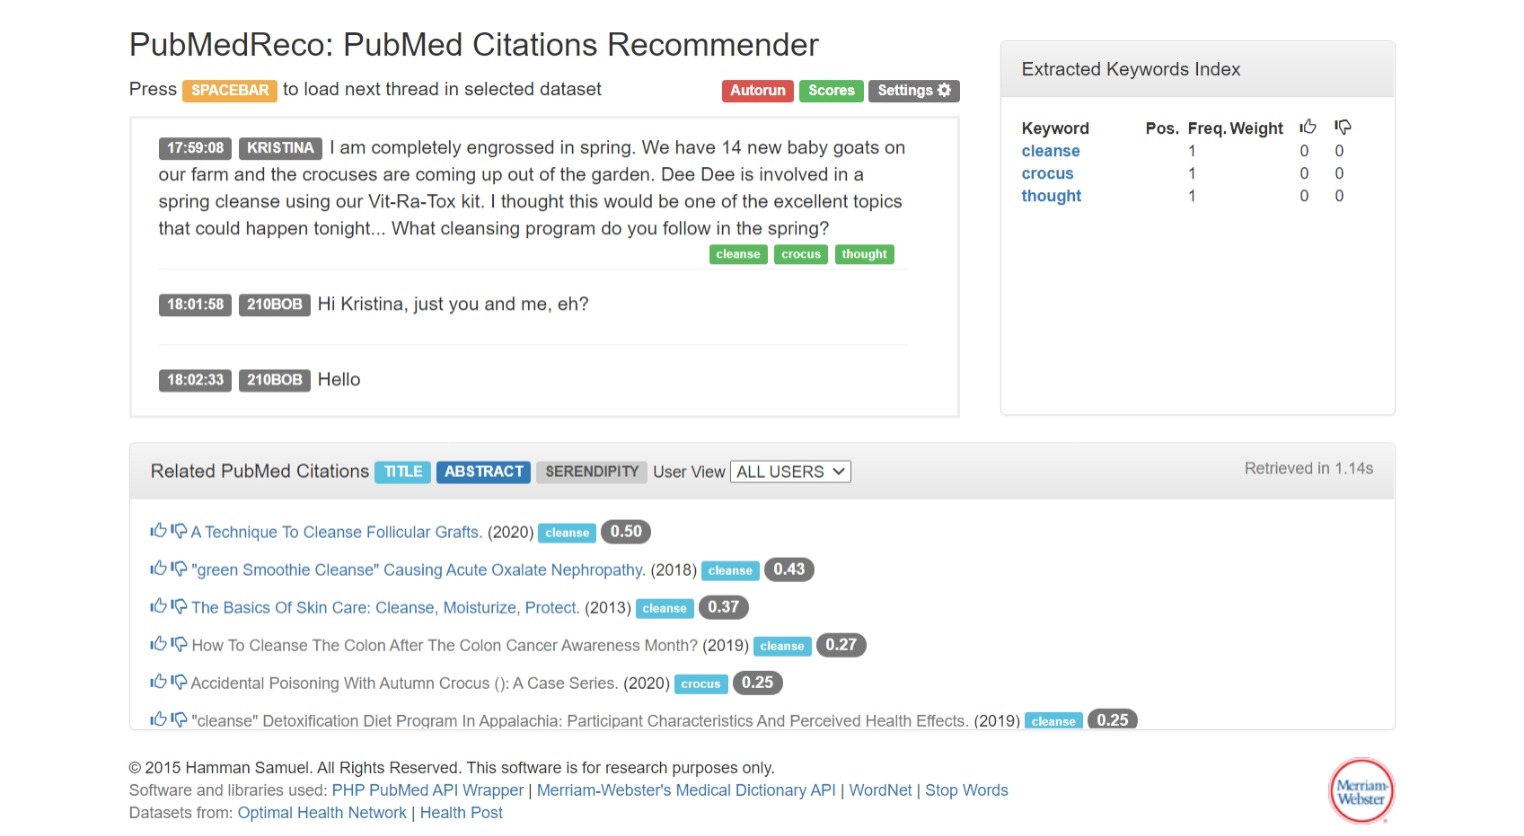 PubMedReco: PubMed Citations Recommender
Press SPACEBAR to load next thread in selected dataset
Autorun Scores Settings
17:59:08 KRISTINA I am completely engrossed in spring. We have 14 new baby goats on
our farm and the crocuses are coming up out of the garden. Dee Dee is involved in a
spring cleanse using our Vit-Ra-Tox kit. I thought this would be one of the excellent topics
that could happen tonight... What cleansing program do you follow in the spring?
cleanse crocus thought
18:01:58 210BOB Hi Kristina, just you and me, eh?
18:02:33 210BOB Hello
Extracted Keywords Index
Keyword Pos. Freq. Weight
cleanse 1 0 0
crocus 1 0 0
thought 1 0 0
Related PubMed Citations TITLE ABSTRACT SERENDIPITY User View ALL USERS
Retrieved in 1.14s
A Technique To Cleanse Follicular Grafts. (2020) cleanse 0.50
"green Smoothie Cleanse" Causing Acute Oxalate Nephropathy. (2018) cleanse 0.43
The Basics Of Skin Care: Cleanse, Moisturize, Protect. (2013) cleanse 0.37
How To Cleanse The Colon After The Colon Cancer Awareness Month? (2019) cleanse 0.27
Accidental Poisoning With Autumn Crocus (): A Case Series. (2020) crocus 0.25
"cleanse" Detoxification Diet Program In Appalachia: Participant Characteristics And Perceived Health Effects. (2019) cleanse 0.25
© 2015 Hamman Samuel. All Rights Reserved. This software is for research purposes only.
Software and libraries used: PHP PubMed API Wrapper | Merriam-Webster's Medical Dictionary API | WordNet | Stop Words
Datasets from: Optimal Health Network | Health Post
Merriam-
Webster